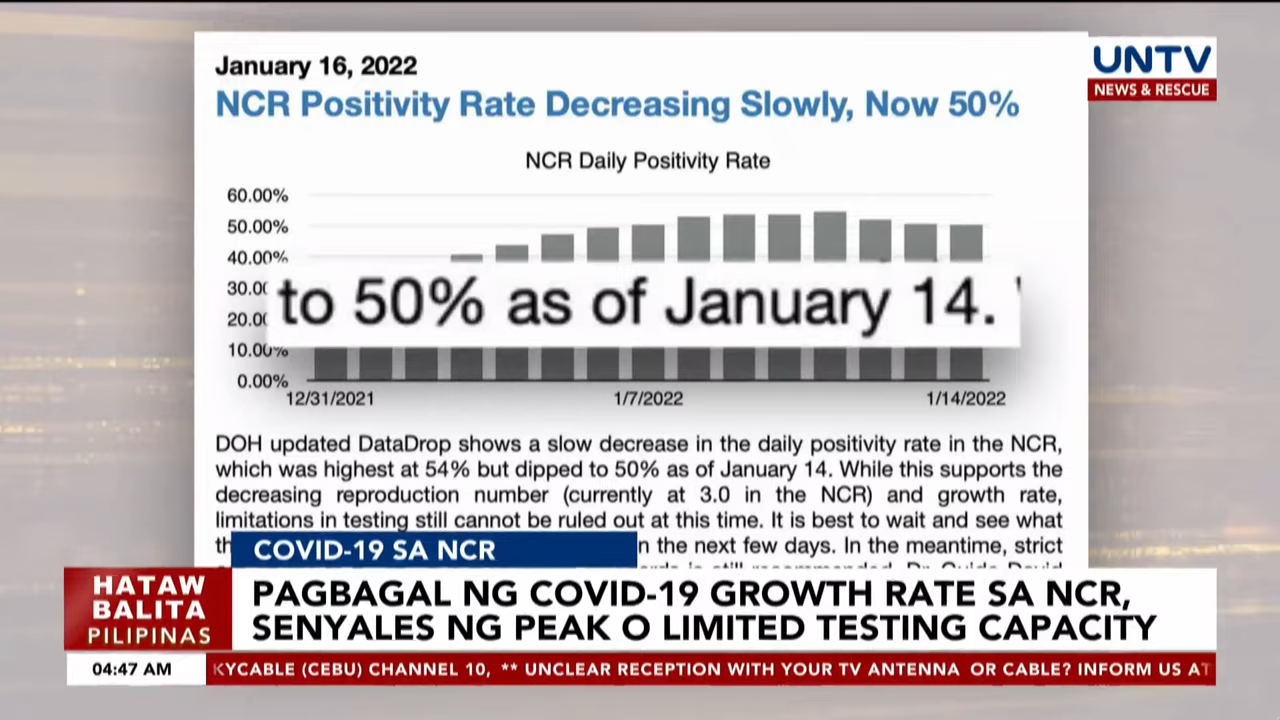 January 16, 2022
NCR Positivity Rate Decreasing Slowly, Now 50%
NCR Daily Positivity Rate
60.00%
50.00%
40.00%
30.0
20.0
10.00%
0.00%
to 50% as of January 14.
12/31/2021 1/7/2022 1/14/2022
DOH updated DataDrop shows a slow decrease in the daily positivity rate in the NCR,
which was highest at 54% but dipped to 50% as of January 14. While this supports the
decreasing reproduction number (currently at 3.0 in the NCR) and growth rate,
limitations in testing still cannot be ruled out at this time. It is best to wait and see what
n the next few days. In the meantime, strict
UNTV
NEWS & RESCUE
COVID-19 SA NCR
HATAW
BALITA
PILIPINAS
PAGBAGAL NG COVID-19 GROWTH RATE SA NCR,
SENYALES NG PEAK O LIMITED TESTING CAPACITY
04:47 AM
KYCABLE (CEBU) CHANNEL 10, ** UNCLEAR RECEPTION WITH YOUR TV ANTENNA OR CABLE? INFORM US AT